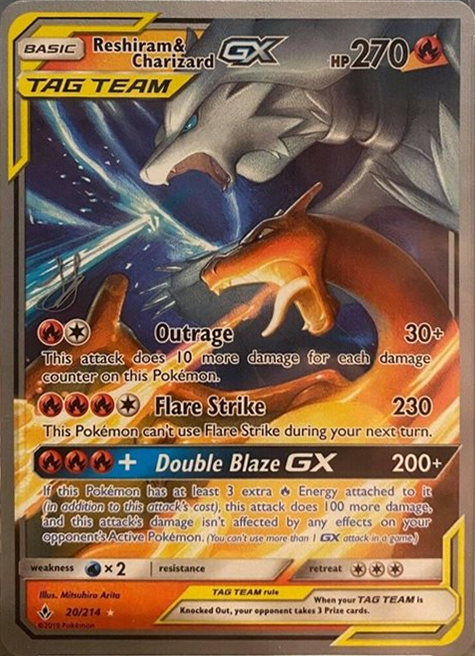 BASIC
Reshiram&
Charizard GX
HP270
TAG TEAM
Outrage 30+
This attack does 10 more damage for each damage
counter on this Pokémon.
Flare Strike 230
This Pokémon can't use Flare Strike during your next turn.
+ Double Blaze GX 200+
If this Pokémon has at least 3 extra Energy attached to it
(in addition to this attack's cost), this attack does 100 more damage,
and this attack's damage isn't affected by any effects on your
opponent's Active Pokémon. (You can't use more than 1 GX attack in a game.)
weakness ×2 resistance retreat
Illus. Mitsuhiro Arita
20/214
©2019 Pokémon
TAG TEAM rule
When your TAG TEAM is
Knocked Out, your opponent takes 3 Prize cards.